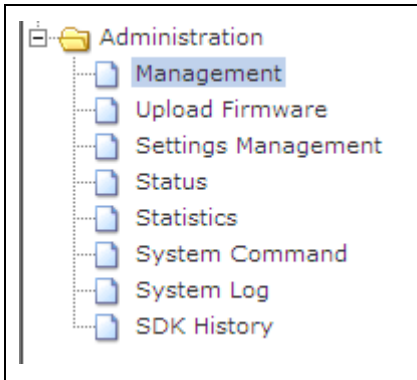 Administration
Management
Upload Firmware
Settings Management
Status
Statistics
System Command
System Log
SDK History